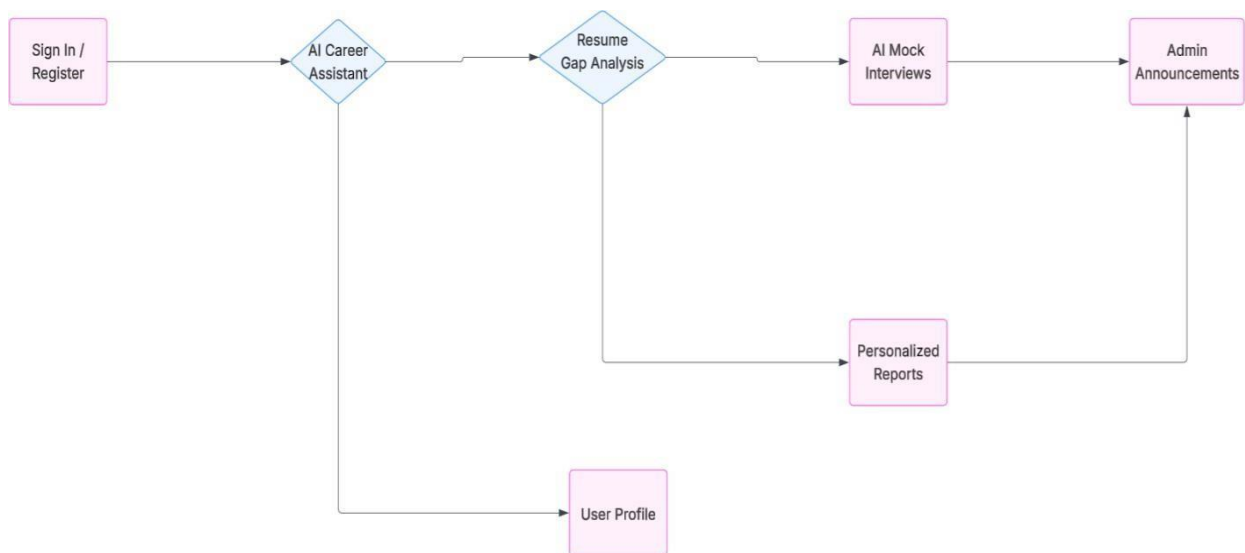 Sign In /
Register
AI Career
Assistant
Resume
Gap Analysis
AI Mock
Interviews
Admin
Announcements
Personalized
Reports
User Profile